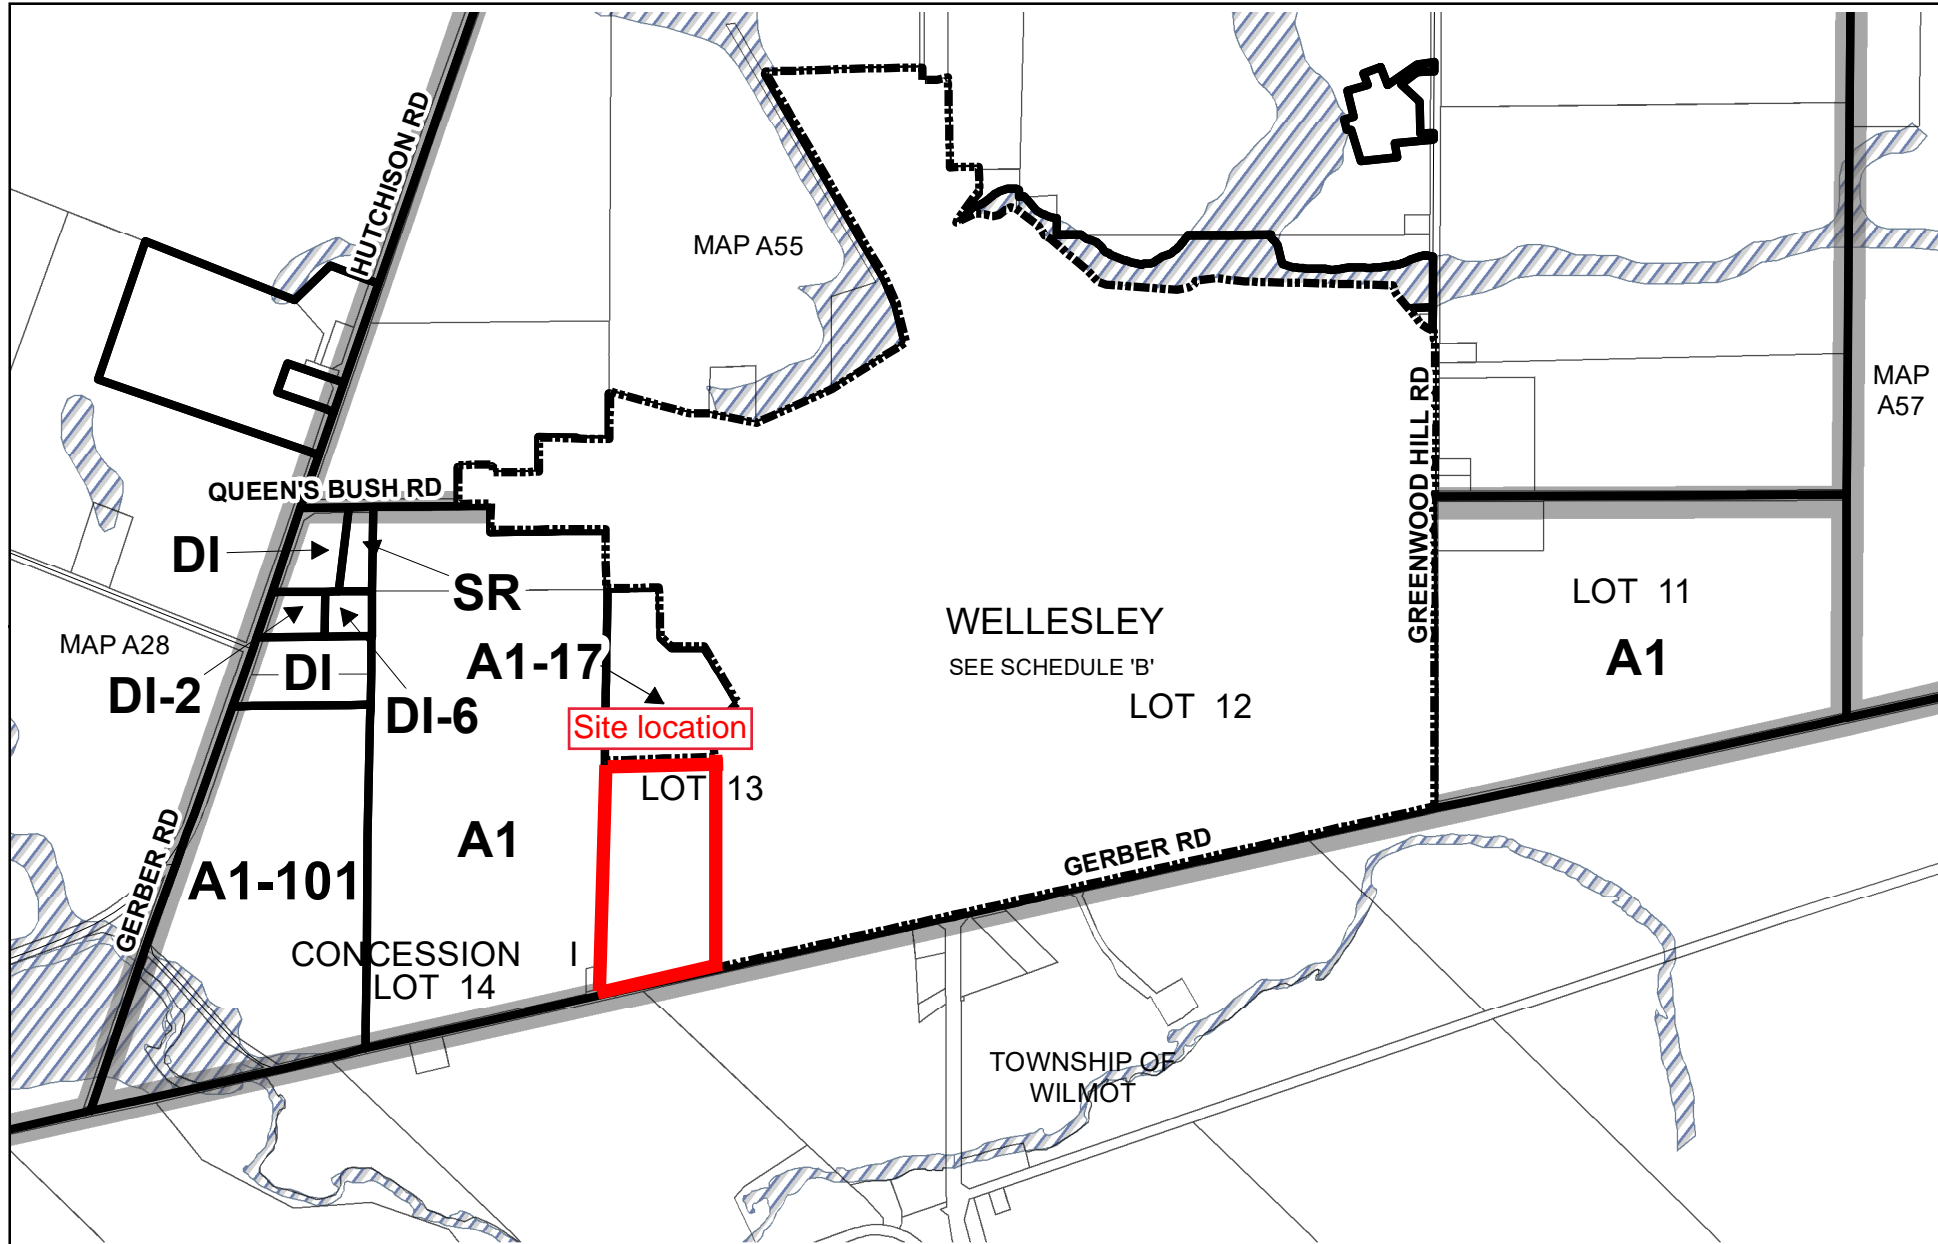 HUTCHISON RD
MAP A55
MAP
A57
GREENWOOD HILL RD
QUEEN'S BUSH RD
DI
SR
LOT 11
WELLESLEY
MAP A28
A1-17
SEE SCHEDULE 'B'
A1
DI
DI-2
DI-6
LOT 12
Site location
LOT 13
A1
GERBER RD
GERBER RD
A1-101
CONCESSION I
LOT 14
TOWNSHIP OF
WILMOT